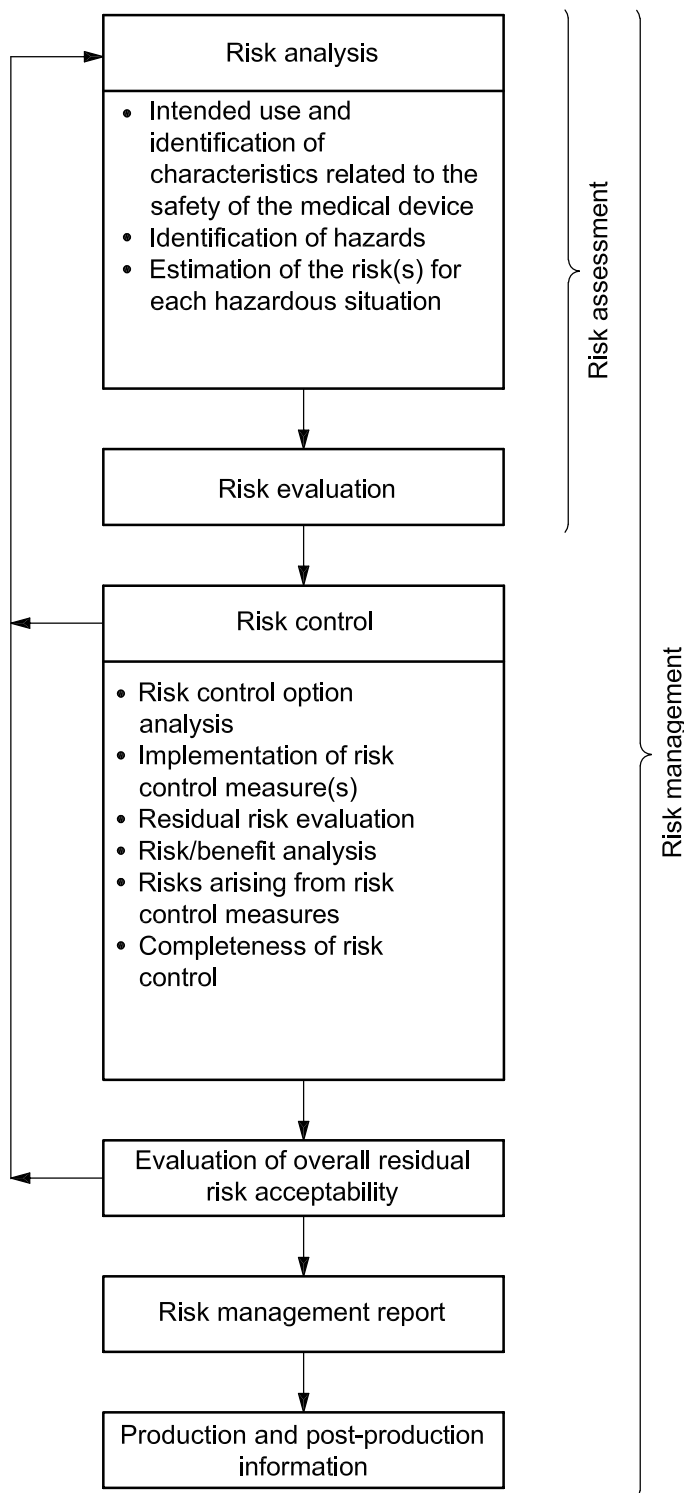 Risk analysis
• Intended use and
identification of
characteristics related to the
safety of the medical device
• Identification of hazards
• Estimation of the risk(s) for
each hazardous situation
Risk evaluation
Risk assessment
Risk control
• Risk control option
analysis
• Implementation of risk
control measure(s)
• Residual risk evaluation
• Risk/benefit analysis
• Risks arising from risk
control measures
• Completeness of risk
control
Evaluation of overall residual
risk acceptability
Risk management report
Production and post-production
information
Risk management